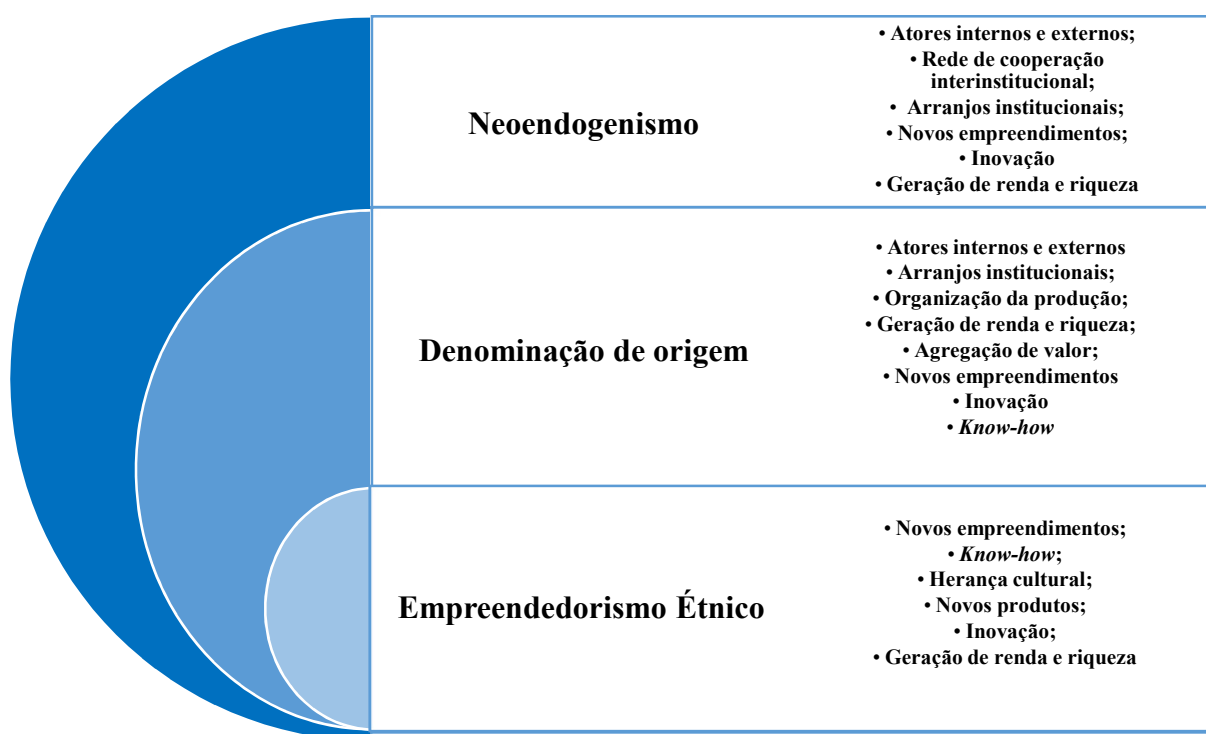 Neoendogenismo
• Atores internos e externos;
• Rede de cooperação
interinstitucional;
• Arranjos institucionais;
• Novos empreendimentos;
• Inovação
• Geração de renda e riqueza
Denominação de origem
• Atores internos e externos
• Arranjos institucionais;
• Organização da produção;
• Geração de renda e riqueza;
• Agregação de valor;
• Novos empreendimentos
• Inovação
• Know-how
Empreendedorismo Étnico
• Novos empreendimentos;
• Know-how;
• Herança cultural;
• Novos produtos;
• Inovação;
• Geração de renda e riqueza